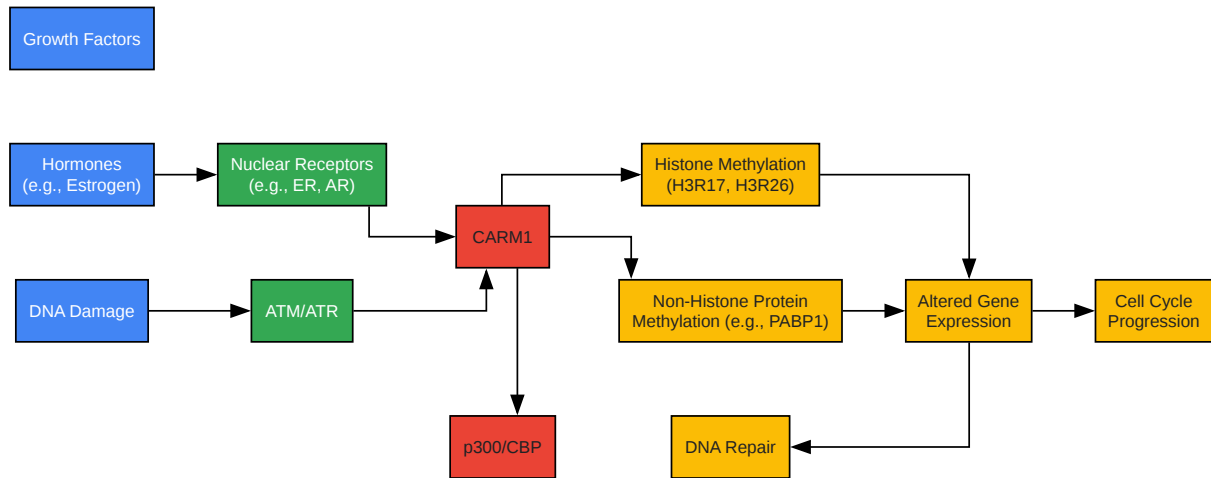 Growth Factors
Hormones
(e.g., Estrogen)
Nuclear Receptors
(e.g., ER, AR)
Histone Methylation
(H3R17, H3R26)
CARM1
DNA Damage
ATM/ATR
Non-Histone Protein
Methylation (e.g., PABP1)
Altered Gene
Expression
Cell Cycle
Progression
p300/CBP
DNA Repair